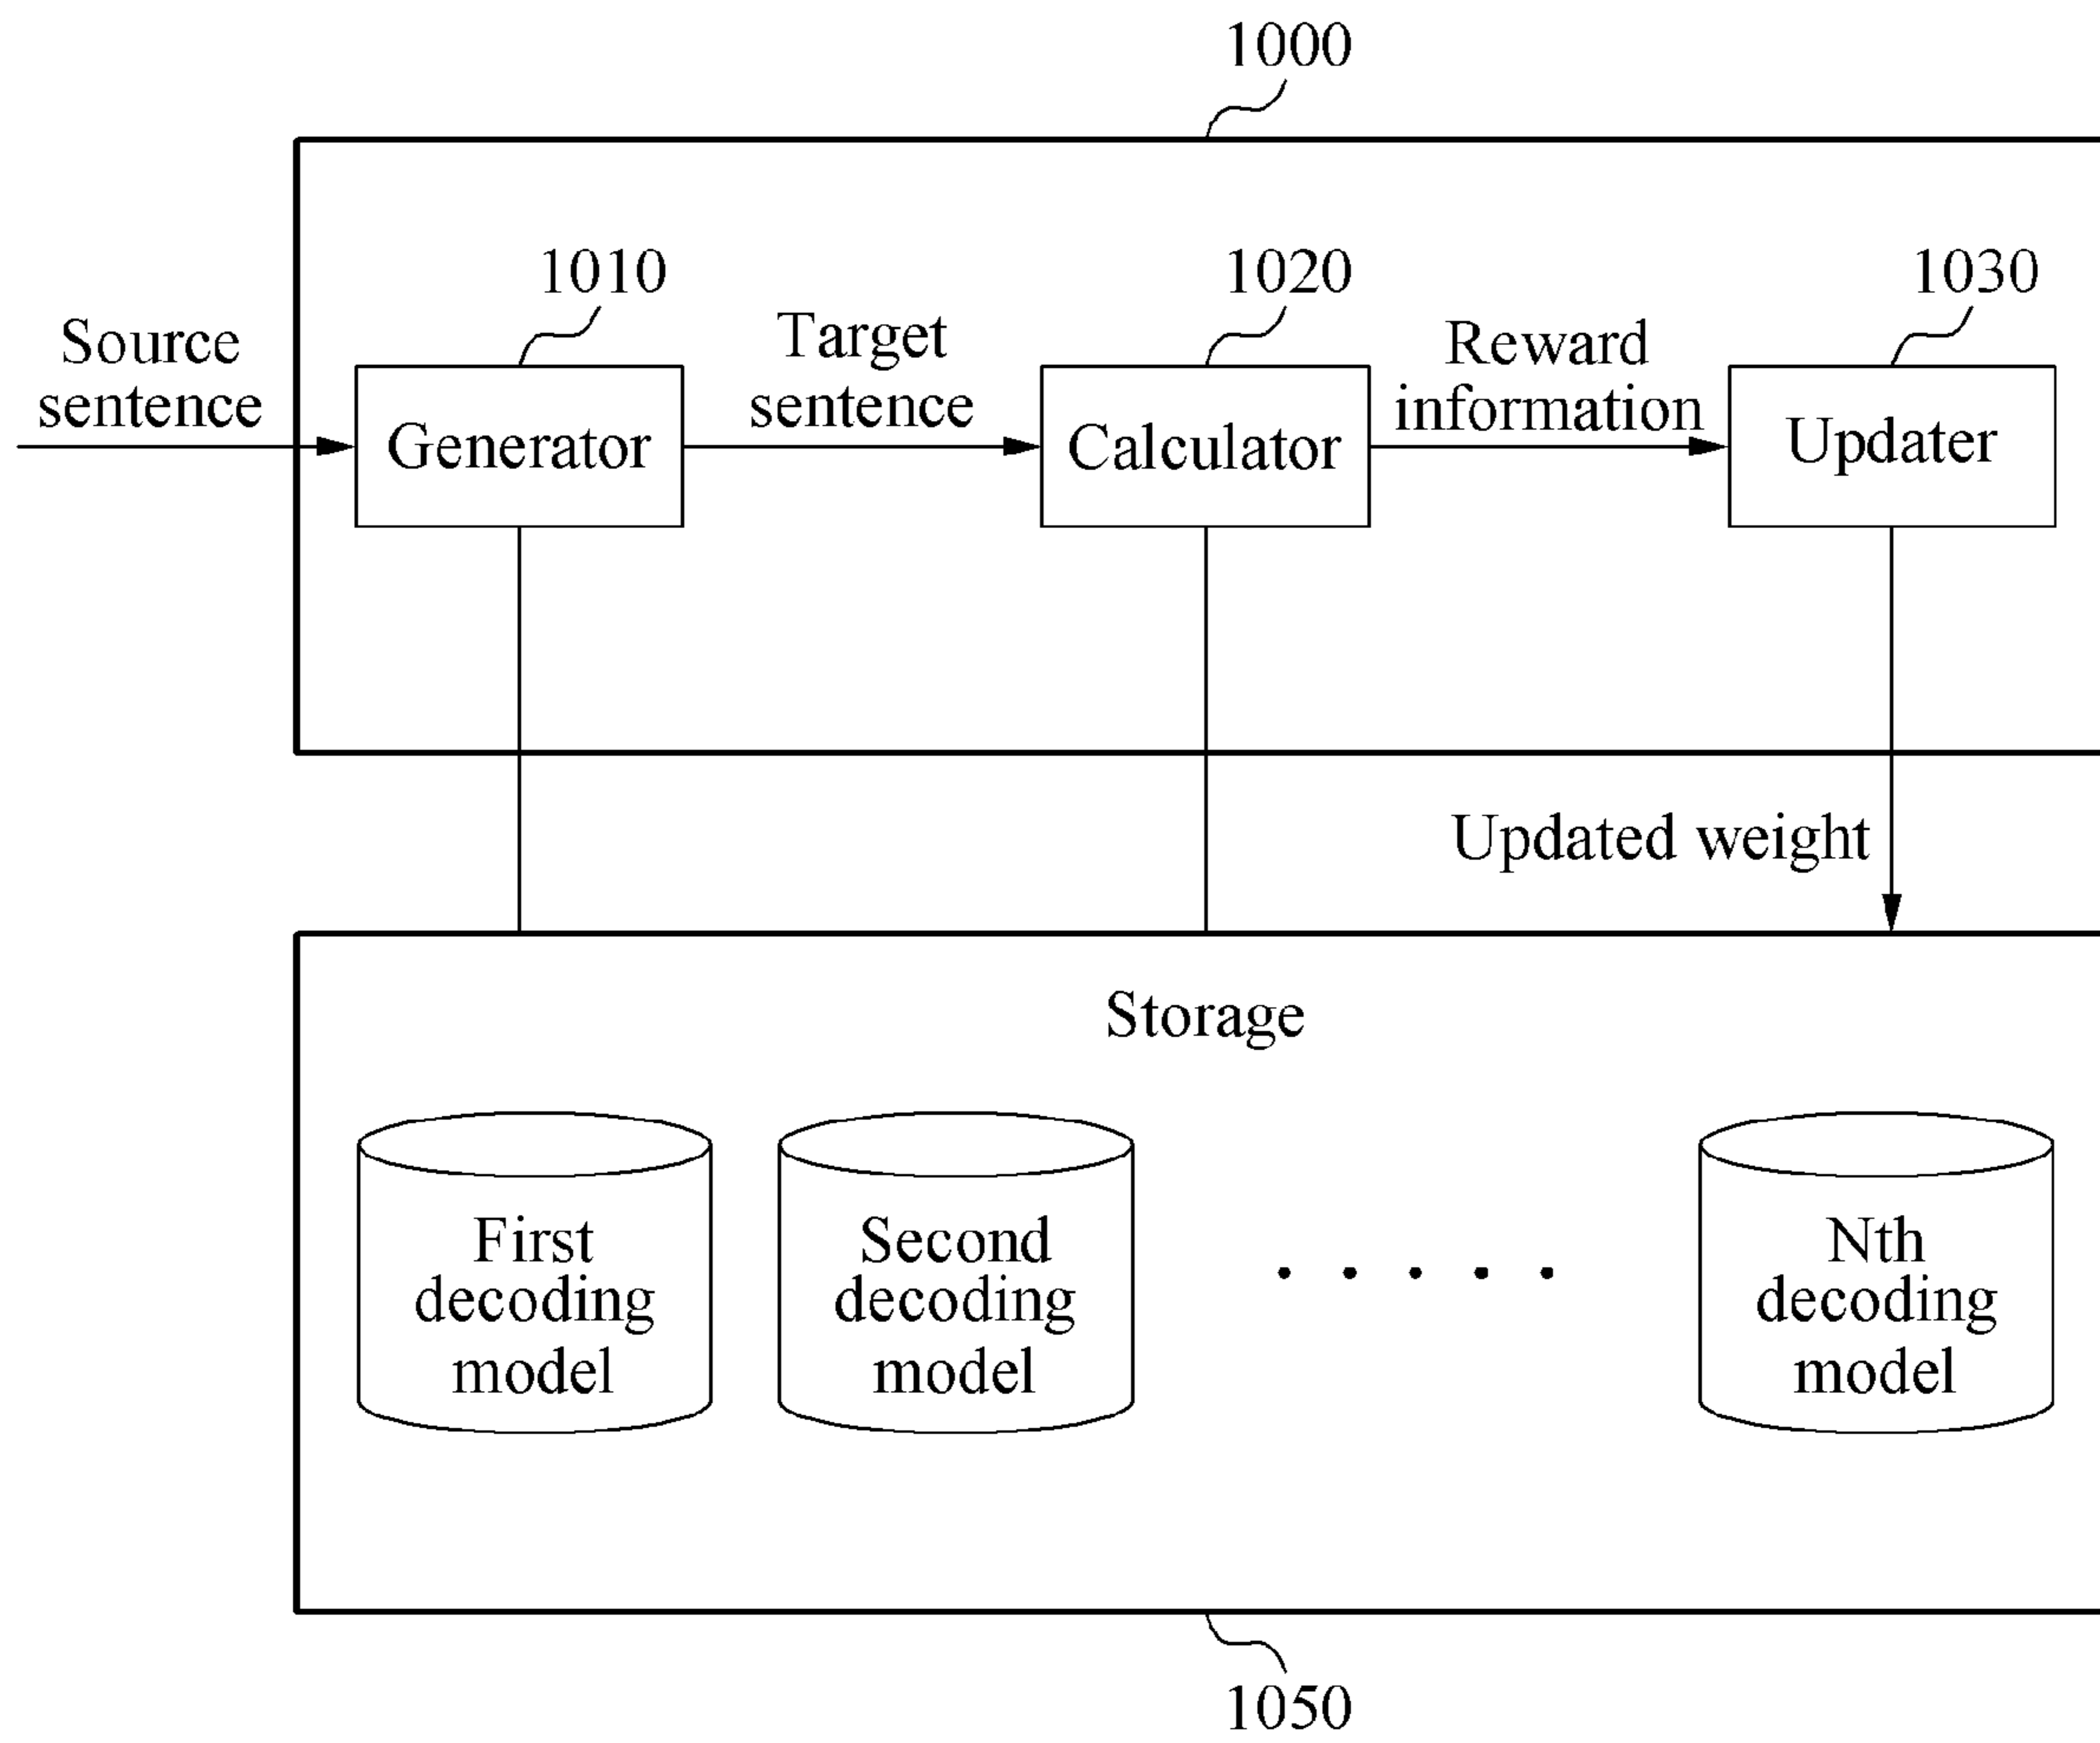 1000
1010
1020
1030
Source
sentence
Target
sentence
Reward
information
Generator
Calculator
Updater
Updated weight
Storage
First
decoding
model
Second
decoding
model
Nth
decoding
model
1050